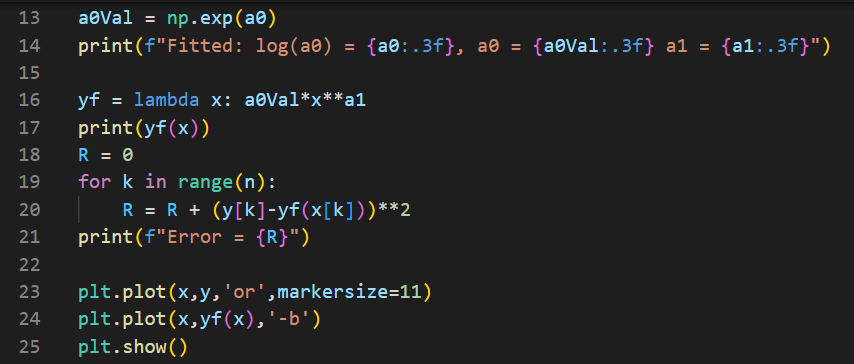 13 a0Val = np.exp(a0)
14 print(f"Fitted: log(a0) = {a0:.3f}, a0 = {a0Val:.3f} a1 = {a1:.3f}")
15
16 yf = lambda x: a0Val*x**a1
17 print(yf(x))
18 R = 0
19 for k in range(n):
20     R = R + (y[k]-yf(x[k]))**2
21 print(f"Error = {R}")
22
23 plt.plot(x,y,'or',markersize=11)
24 plt.plot(x,yf(x),'-b')
25 plt.show()